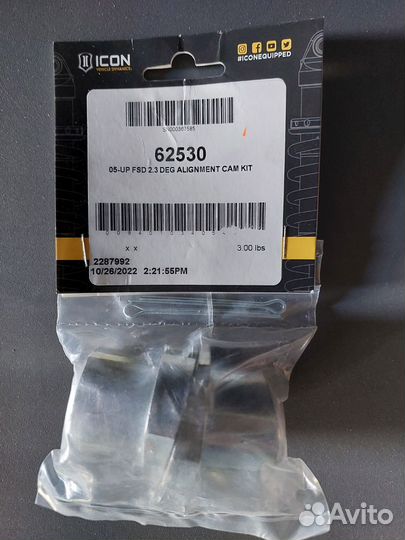 ICON
VEHICLE DYNAMICS
#ICONEQUIPPED
SN000367585
62530
05-UP FSD 2.3 DEG ALIGNMENT CAM KIT
x x
3.00 lbs
2287992
10/26/2022 2:21:55PM
Avito